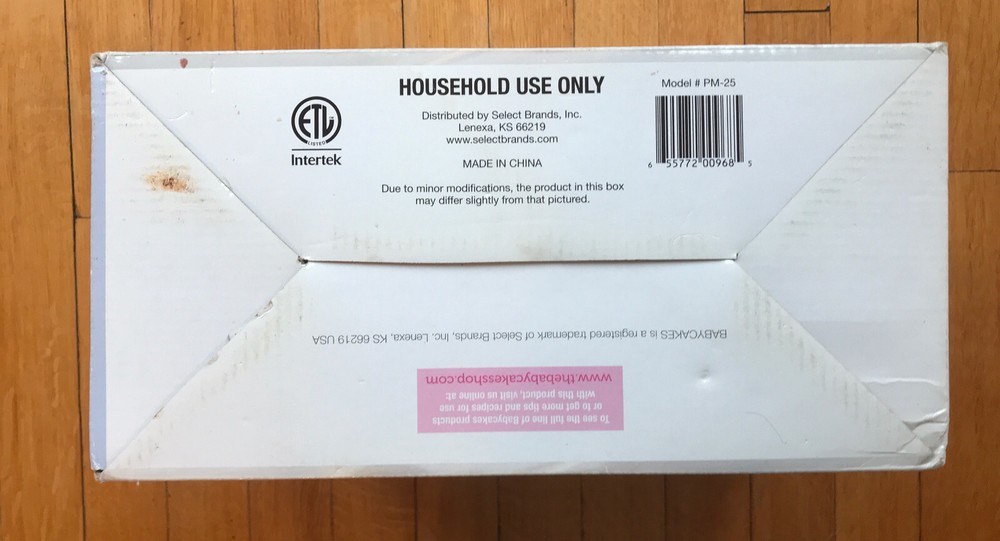 HOUSEHOLD USE ONLY
Distributed by Select Brands, Inc.
Lenexa, KS 66219
www.selectbrands.com
MADE IN CHINA
Due to minor modifications, the product in this box
may differ slightly from that pictured.
ETL
LISTED
Intertek
Model # PM-25
6 55772 00968 5
BABYCAKES is a registered trademark of Select Brands, Inc. Lenexa, KS 66219 USA
To see the full line of Babycakes products
or to get more tips and recipes for use
with this product, visit us online at:
www.thebabycakesshop.com